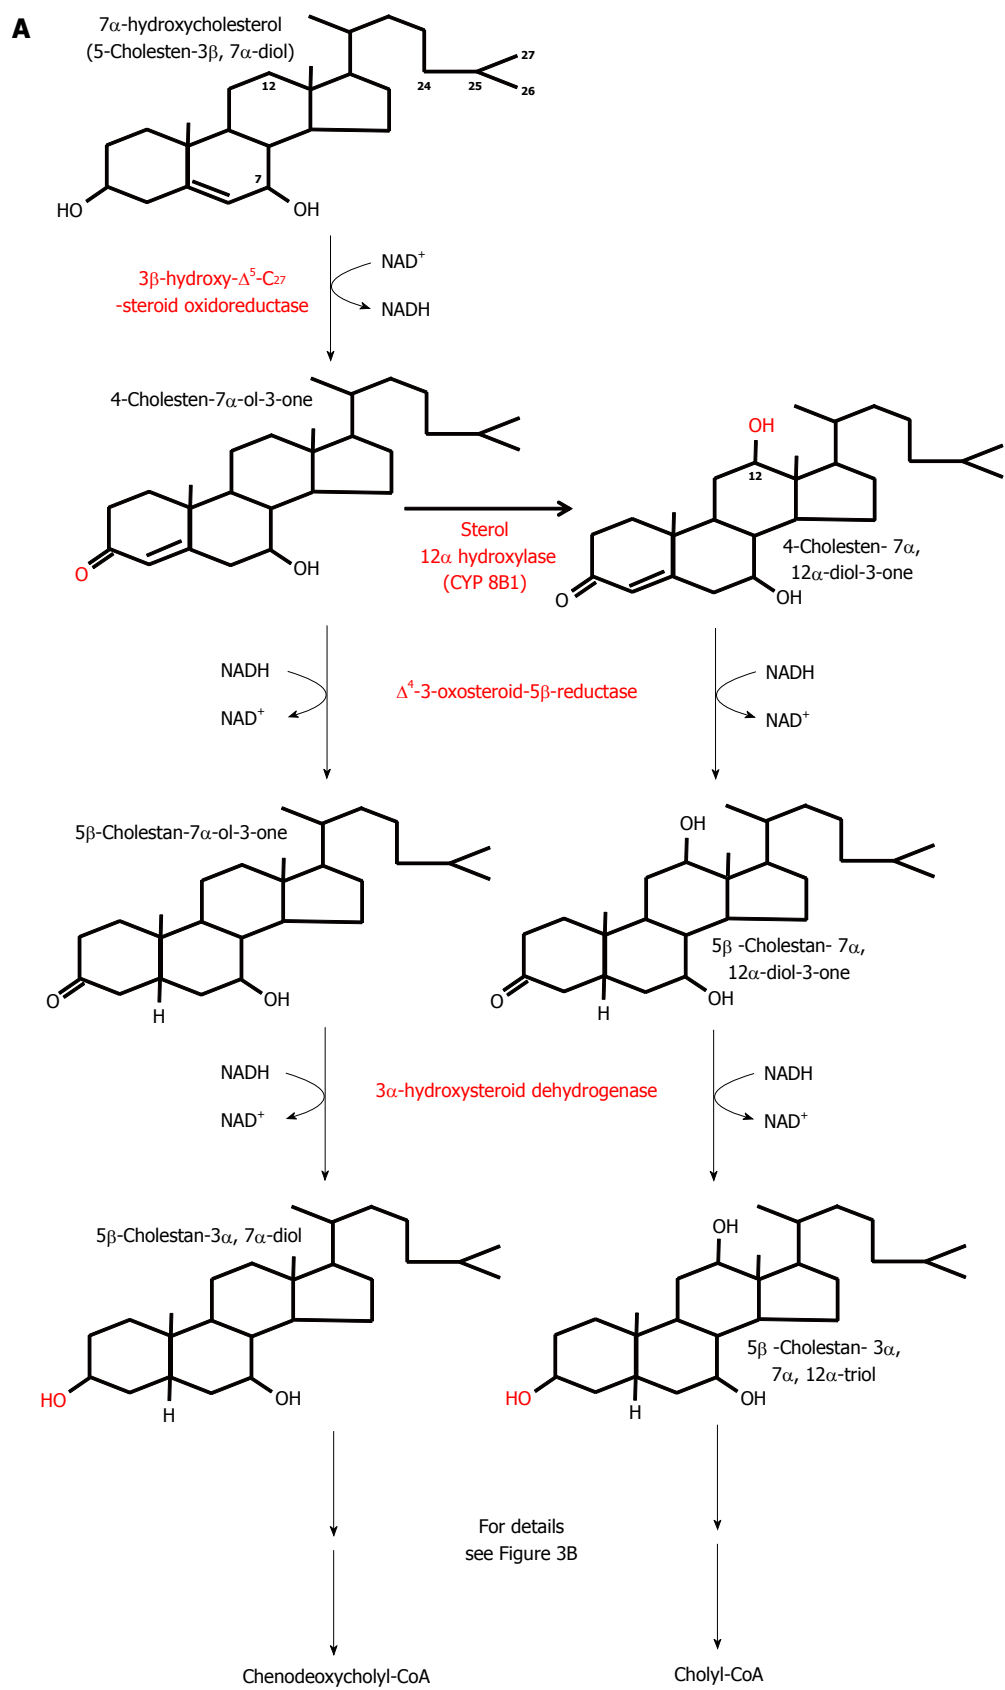 A
7α-hydroxycholesterol
(5-Cholesten-3β, 7α-diol)
27
12
24
25
26
7
HO
OH
NAD⁺
3β-hydroxy-Δ⁵-C₂₇
-steroid oxidoreductase
NADH
4-Cholesten-7α-ol-3-one
OH
12
Sterol
12α hydroxylase
(CYP 8B1)
O
OH
4-Cholesten- 7α,
12α-diol-3-one
O
OH
NADH
NAD⁺
Δ⁴-3-oxosteroid-5β-reductase
NADH
NAD⁺
5β-Cholestan-7α-ol-3-one
OH
O
H
OH
5β -Cholestan- 7α,
12α-diol-3-one
O
H
OH
NADH
NAD⁺
3α-hydroxysteroid dehydrogenase
NADH
NAD⁺
5β-Cholestan-3α, 7α-diol
OH
HO
H
OH
5β -Cholestan- 3α,
7α, 12α-triol
HO
H
OH
For details
see Figure 3B
Chenodeoxycholyl-CoA
Cholyl-CoA